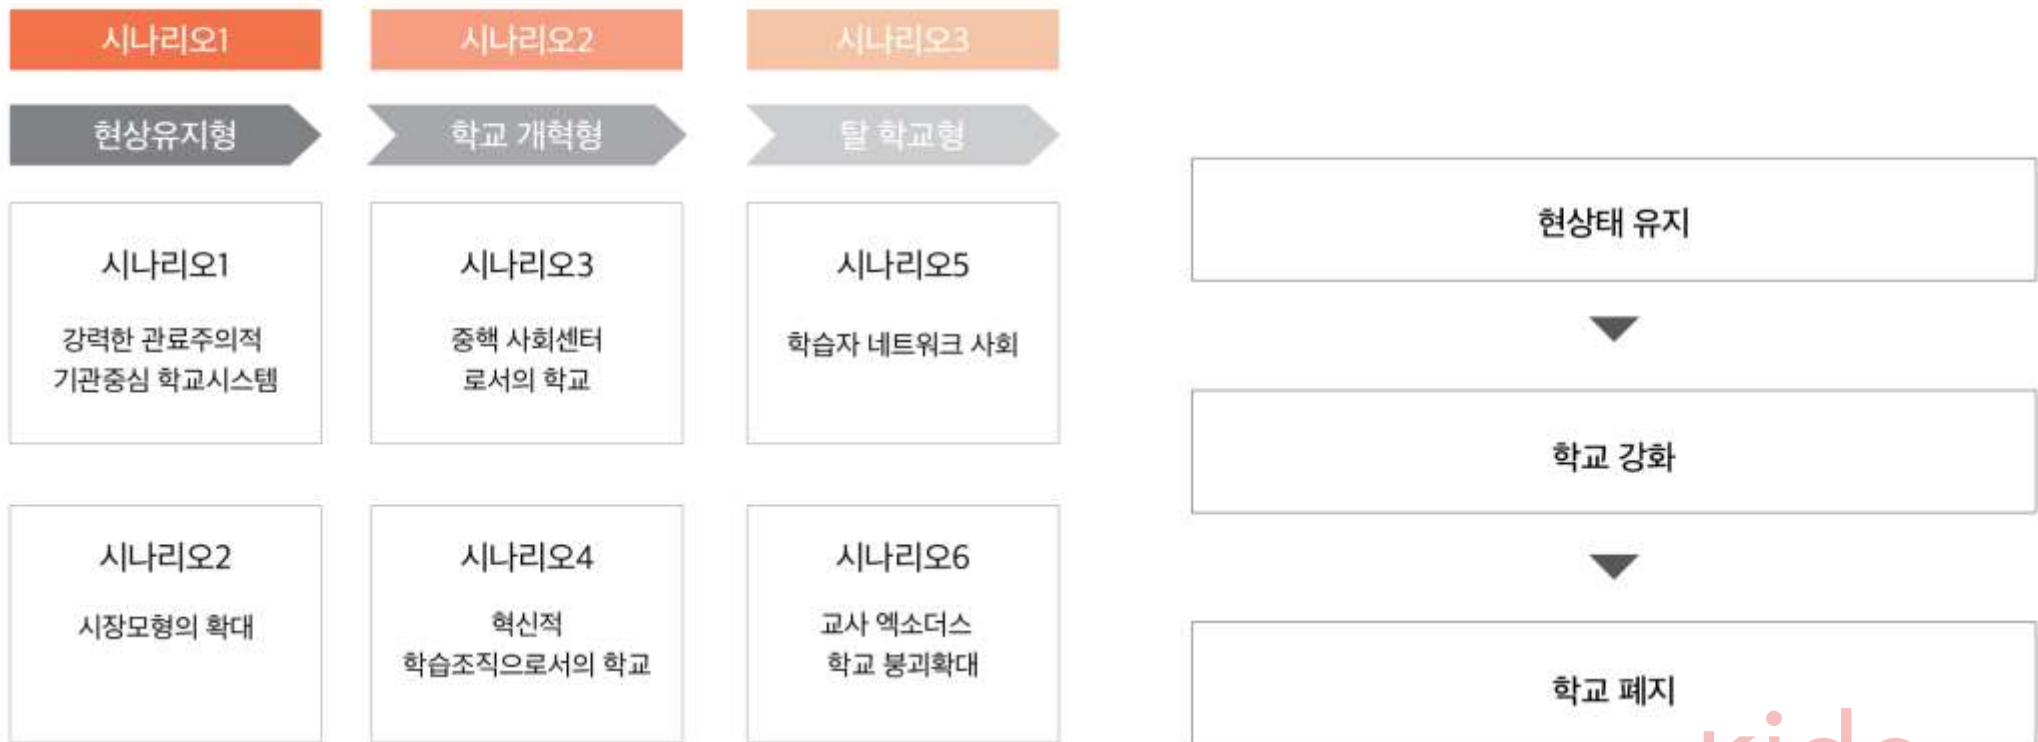 시나리오1
시나리오2
시나리오3
현상유지형
학교 개혁형
탈 학교형
시나리오1
강력한 관료주의적
기관중심 학교시스템
시나리오3
중핵 사회센터
로서의 학교
시나리오5
학습자 네트워크 사회
시나리오2
시장모형의 확대
시나리오4
혁신적
학습조직으로서의 학교
시나리오6
교사 엑소더스
학교 붕괴확대
현상태 유지
학교 강화
학교 폐지